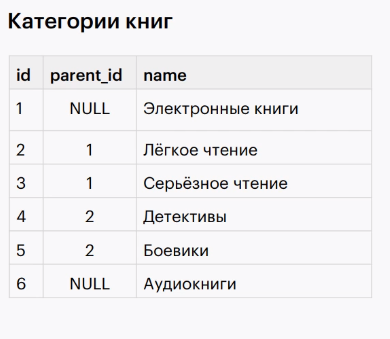 Категории книг
id parent_id name
1 NULL Электронные книги
2 1 Лёгкое чтение
3 1 Серьёзное чтение
4 2 Детективы
5 2 Боевики
6 NULL Аудиокниги